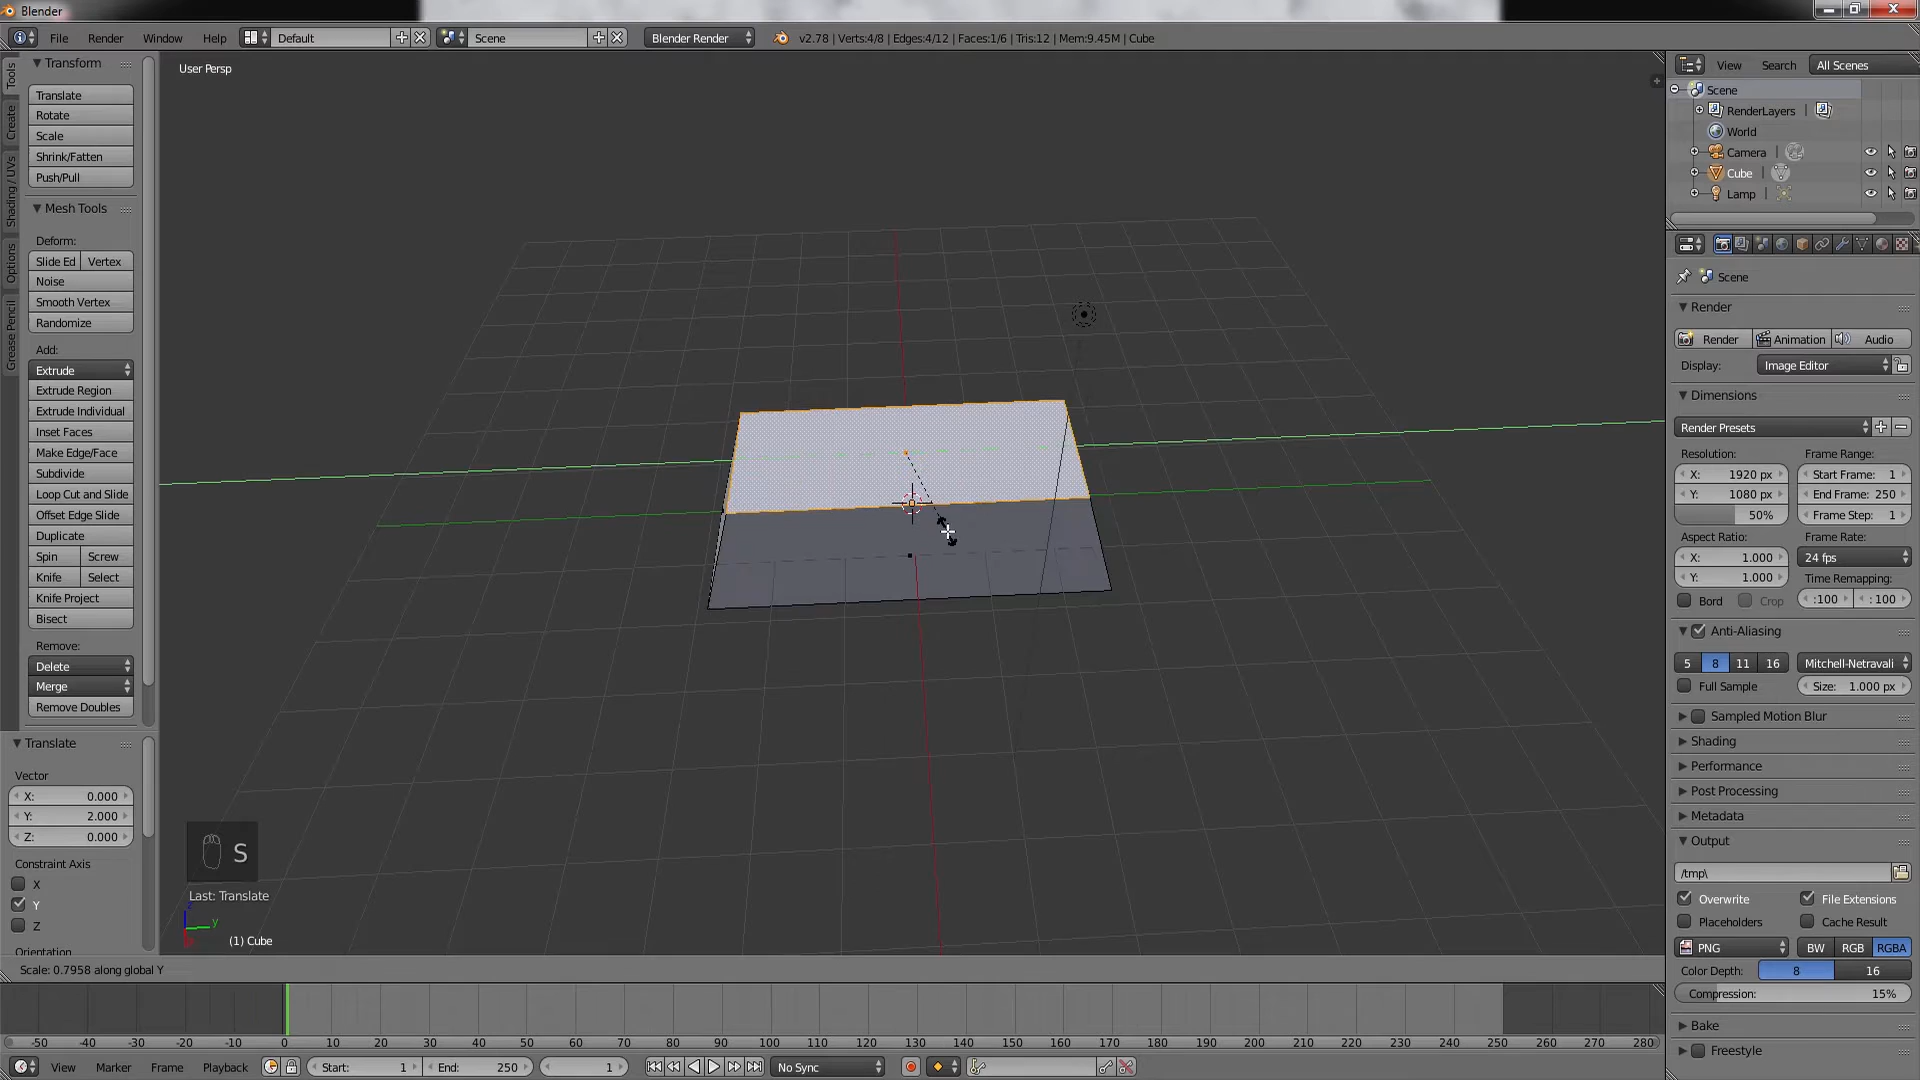 Blender
File Render Window Help Default Scene Blender Render v2.78 | Verts:4/8 | Edges:4/12 | Faces:1/6 | Tris:12 | Mem:9.45M | Cube
Tools
Create
Shading / UVs
Options
Grease Pencil
Transform
Translate
Rotate
Scale
Shrink/Fatten
Push/Pull
Mesh Tools
Deform:
Slide Ed Vertex
Noise
Smooth Vertex
Randomize
Add:
Extrude
Extrude Region
Extrude Individual
Inset Faces
Make Edge/Face
Subdivide
Loop Cut and Slide
Offset Edge Slide
Duplicate
Spin Screw
Knife Select
Knife Project
Bisect
Remove:
Delete
Merge
Remove Doubles
Translate
Vector
X: 0.000
Y: 2.000
Z: 0.000
Constraint Axis
X
Y
Z
Orientation
User Persp
S
Last: Translate
y
(1) Cube
Scale: 0.7958 along global Y
-50 -40 -30 -20 -10 0 10 20 30 40 50 60 70 80 90 100 110 120 130 140 150 160 170 180 190 200 210 220 230 240 250 260 270 280
View Marker Frame Playback Start: 1 End: 250 1 No Sync
View Search All Scenes
Scene
RenderLayers |
World
Camera |
Cube |
Lamp |
Scene
Render
Render Animation Audio
Display: Image Editor
Dimensions
Render Presets
Resolution: Frame Range:
X: 1920 px Start Frame: 1
Y: 1080 px End Frame: 250
50% Frame Step: 1
Aspect Ratio: Frame Rate:
X: 1.000 24 fps
Y: 1.000 Time Remapping:
Bord Crop :100 : 100
Anti-Aliasing
5 8 11 16 Mitchell-Netravali
Full Sample Size: 1.000 px
Sampled Motion Blur
Shading
Performance
Post Processing
Metadata
Output
/tmp\
Overwrite File Extensions
Placeholders Cache Result
PNG BW RGB RGBA
Color Depth: 8 16
Compression: 15%
Bake
Freestyle